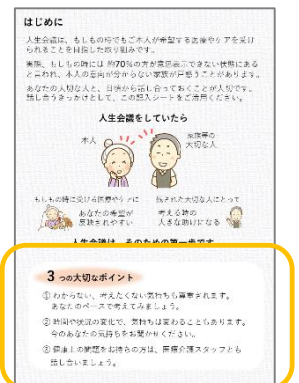 はじめに
人生会議は、もしもの時でもご本人が希望する医療やケアを受け
られることを目指した取り組みです。
実際、もしもの時には 約70%の方が意思表示できない状態にある
と言われ、本人の意向が分からない家族が戸惑うことがあります。
あなたの大切な人と、日頃から話し合っておくことが大切です。
話し合うきっかけとして、この記入シートをご活用ください。
人生会議をしていたら
本人
家族等の
大切な人
もしもの時に受ける医療やケアに
あなたの希望が
反映されやすい
残された大切な人にとって
考える時の
大きな助けになる
人生会議は、そのための第一歩です
3つの大切なポイント
① わからない、考えたくない気持ちも尊重されます。
あなたのペースで考えてみましょう。
② 時間や状況の変化で、気持ちは変わることもあります。
今のあなたの気持ちをお聞かせください。
③ 健康上の問題をお持ちの方は、医療介護スタッフとも
話し合いましょう。